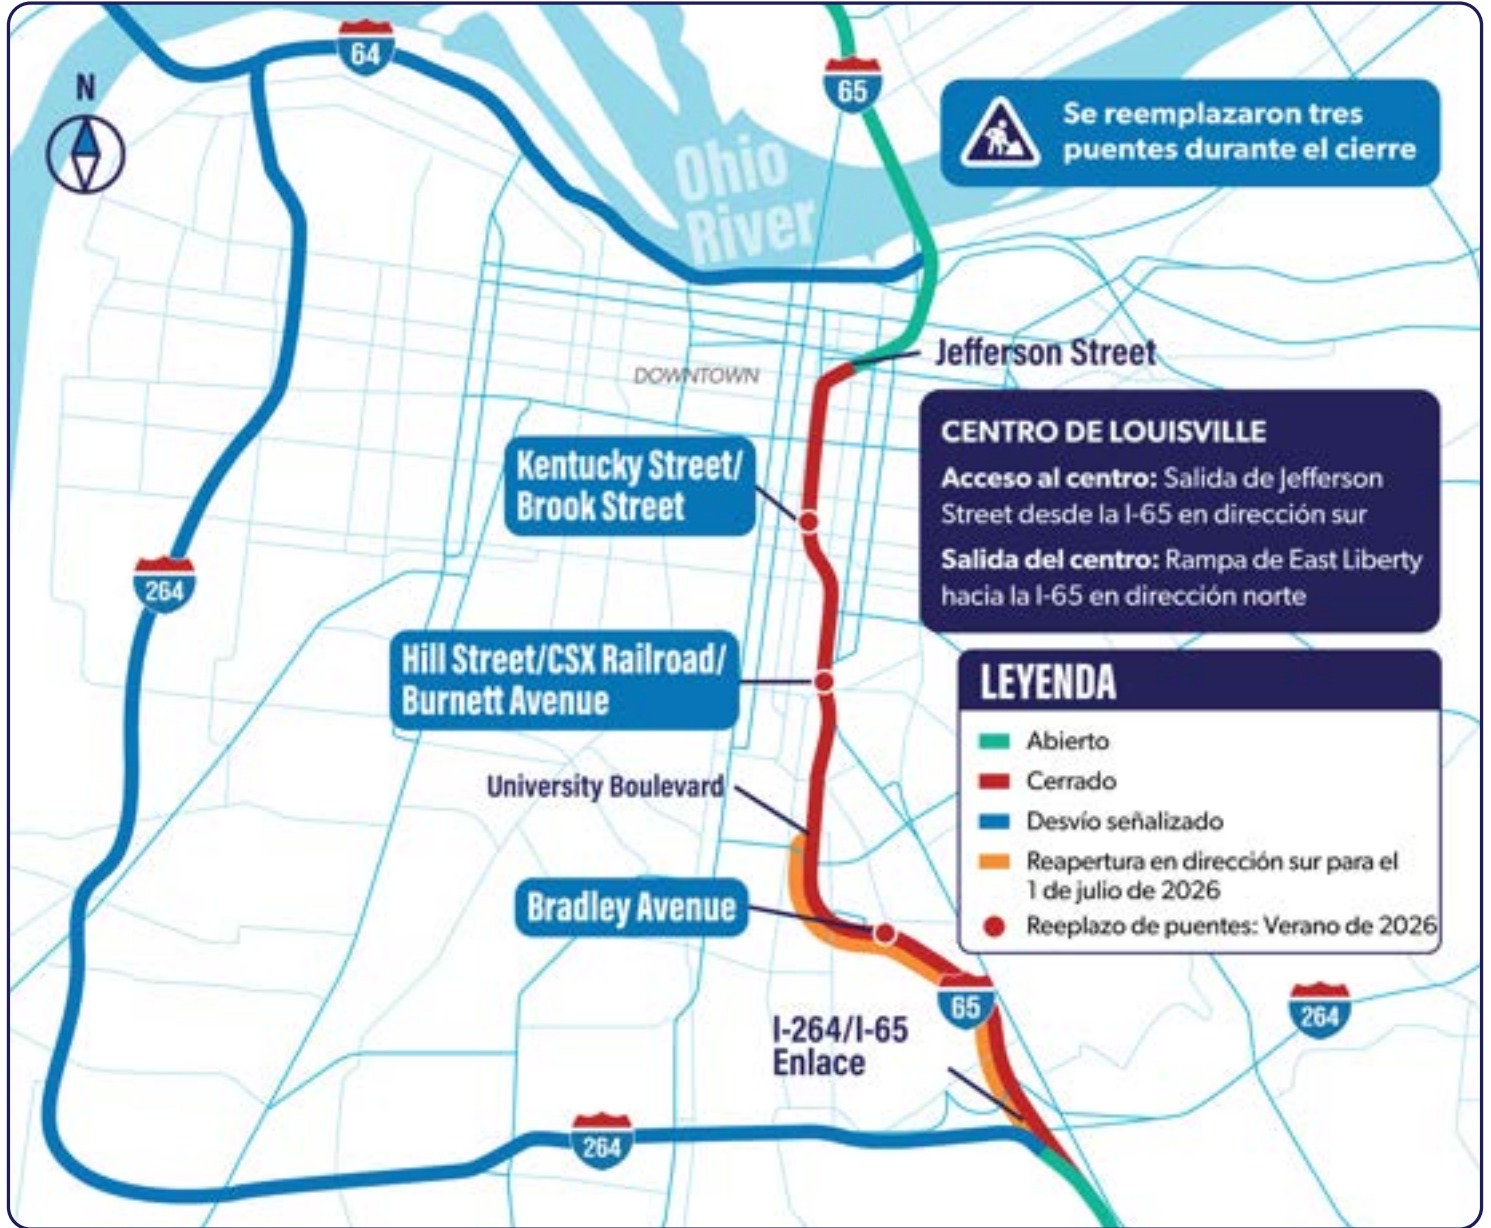 64
65
N
Se reemplazaron tres
puentes durante el cierre
Ohio
River
Jefferson Street
DOWNTOWN
CENTRO DE LOUISVILLE
Acceso al centro: Salida de Jefferson
Street desde la I-65 en dirección sur
Salida del centro: Rampa de East Liberty
hacia la I-65 en dirección norte
Kentucky Street/
Brook Street
264
Hill Street/CSX Railroad/
Burnett Avenue
LEYENDA
Abierto
Cerrado
Desvío señalizado
Reapertura en dirección sur para el
1 de julio de 2026
Reeplazo de puentes: Verano de 2026
University Boulevard
Bradley Avenue
65
264
I-264/I-65
Enlace
264